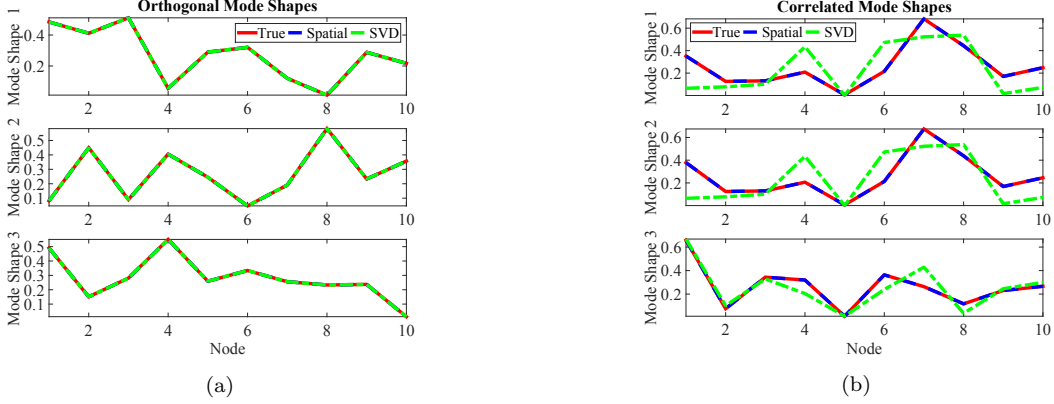 Orthogonal Mode Shapes
True Spatial SVD
Mode Shape 1
0.4
0.2
2 4 6 8 10
Node
Mode Shape 2
0.5
0.4
0.3
0.2
0.1
2 4 6 8 10
Mode Shape 3
0.5
0.4
0.3
0.2
0.1
2 4 6 8 10
Node
(a)
Correlated Mode Shapes
True Spatial SVD
Mode Shape 1
0.6
0.4
0.2
2 4 6 8 10
Node
Mode Shape 2
0.6
0.4
0.2
2 4 6 8 10
Mode Shape 3
0.6
0.4
0.2
2 4 6 8 10
Node
(b)